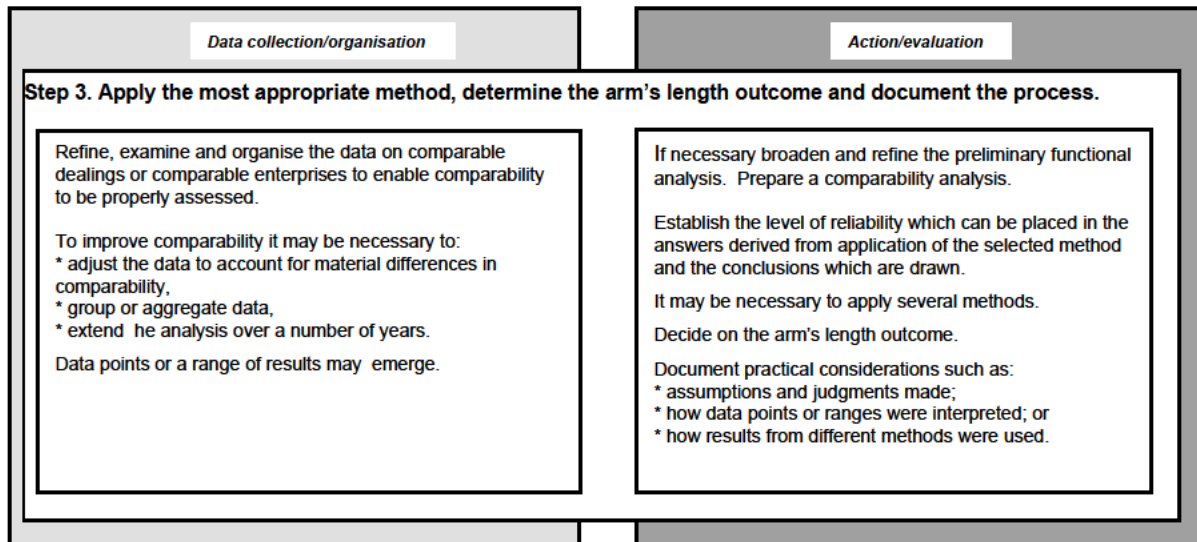 Data collection/organisation
Action/evaluation
Step 3. Apply the most appropriate method, determine the arm's length outcome and document the process.
Refine, examine and organise the data on comparable
dealings or comparable enterprises to enable comparability
to be properly assessed.
To improve comparability it may be necessary to:
* adjust the data to account for material differences in
comparability,
* group or aggregate data,
* extend he analysis over a number of years.
Data points or a range of results may emerge.
If necessary broaden and refine the preliminary functional
analysis. Prepare a comparability analysis.
Establish the level of reliability which can be placed in the
answers derived from application of the selected method
and the conclusions which are drawn.
It may be necessary to apply several methods.
Decide on the arm's length outcome.
Document practical considerations such as:
* assumptions and judgments made;
* how data points or ranges were interpreted; or
* how results from different methods were used.